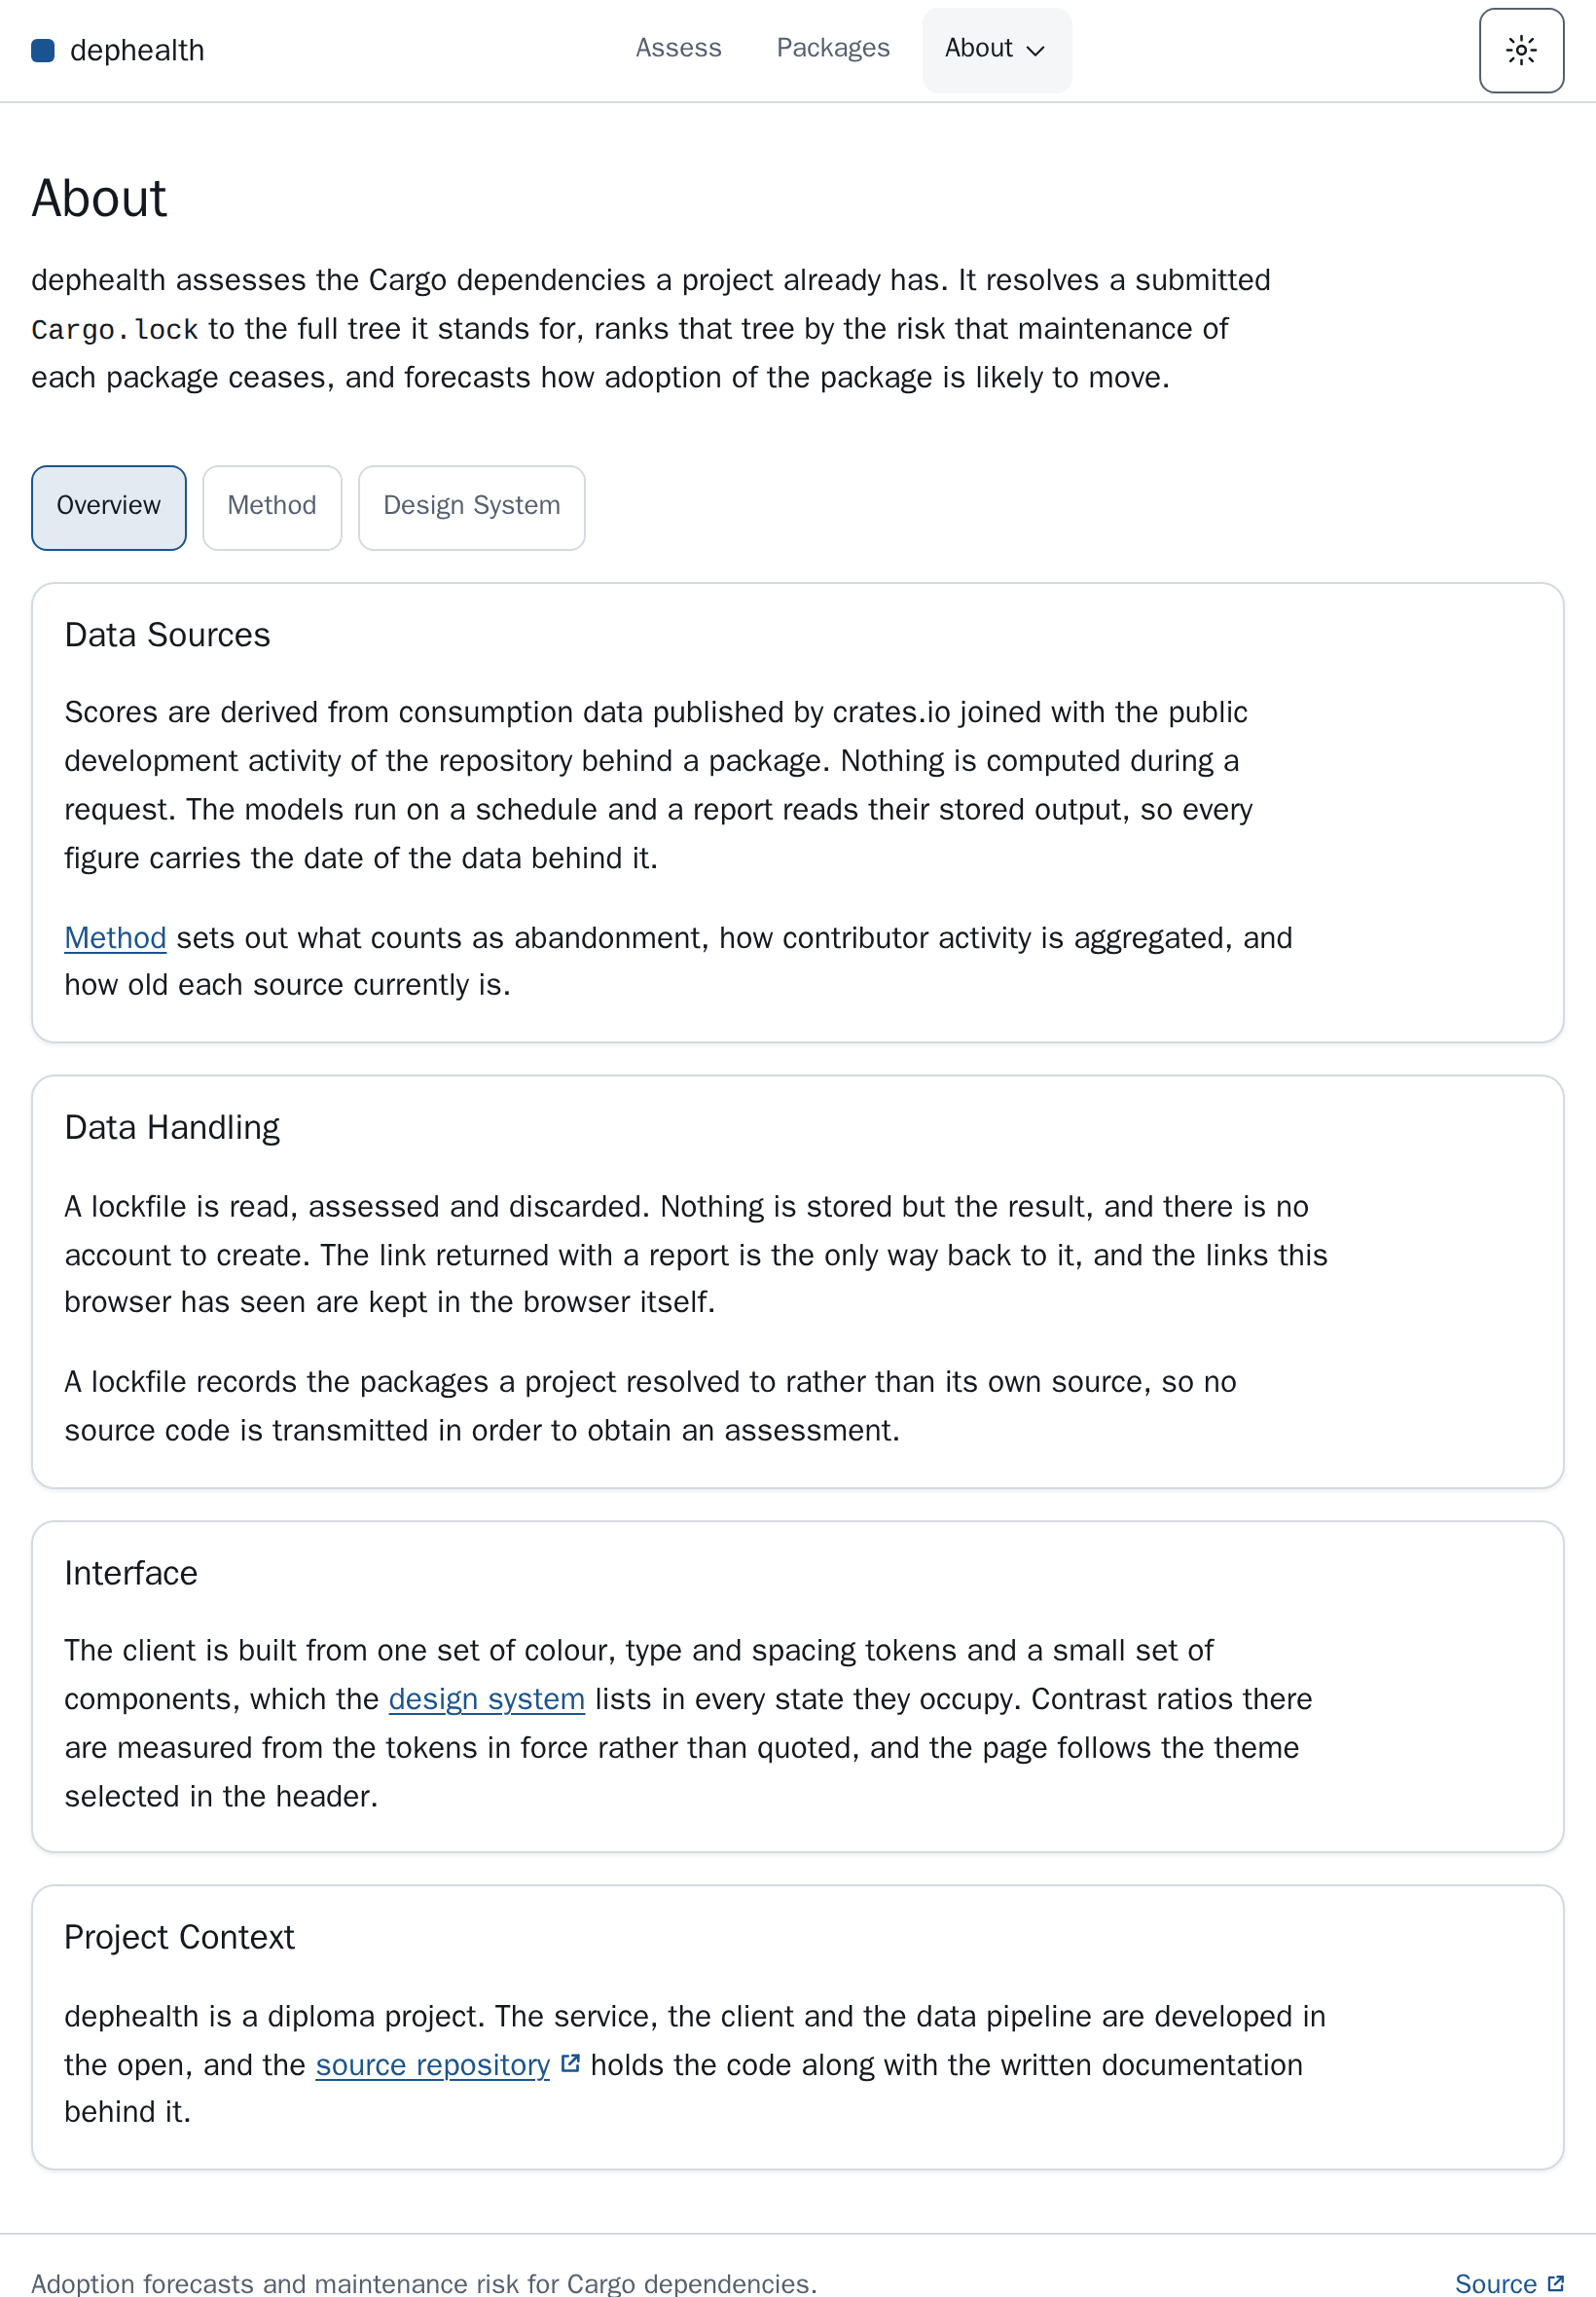 dephealth
Assess
Packages
About
About
dephealth assesses the Cargo dependencies a project already has. It resolves a submitted
Cargo.lock to the full tree it stands for, ranks that tree by the risk that maintenance of
each package ceases, and forecasts how adoption of the package is likely to move.
Overview
Method
Design System
Data Sources
Scores are derived from consumption data published by crates.io joined with the public
development activity of the repository behind a package. Nothing is computed during a
request. The models run on a schedule and a report reads their stored output, so every
figure carries the date of the data behind it.
Method sets out what counts as abandonment, how contributor activity is aggregated, and
how old each source currently is.
Data Handling
A lockfile is read, assessed and discarded. Nothing is stored but the result, and there is no
account to create. The link returned with a report is the only way back to it, and the links this
browser has seen are kept in the browser itself.
A lockfile records the packages a project resolved to rather than its own source, so no
source code is transmitted in order to obtain an assessment.
Interface
The client is built from one set of colour, type and spacing tokens and a small set of
components, which the design system lists in every state they occupy. Contrast ratios there
are measured from the tokens in force rather than quoted, and the page follows the theme
selected in the header.
Project Context
dephealth is a diploma project. The service, the client and the data pipeline are developed in
the open, and the source repository holds the code along with the written documentation
behind it.
Adoption forecasts and maintenance risk for Cargo dependencies.
Source